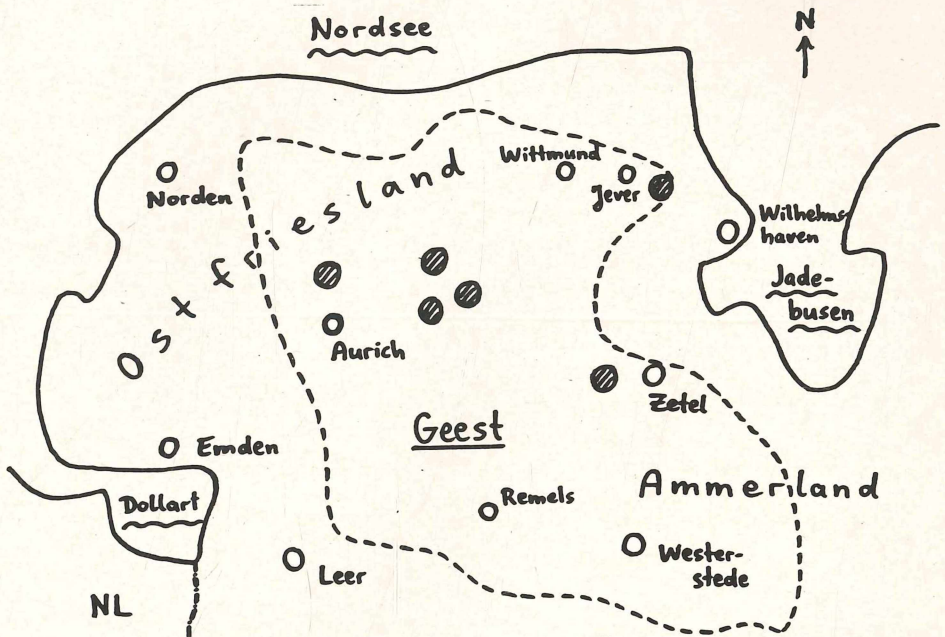 Nordsee
N
Wittmund
Norden
Jever
Wilhelms
haven
Ostfriesland
Jade-
busen
Aurich
Zetel
Geest
Emden
Ammerland
Dollart
Remels
Wester-
stede
Leer
NL